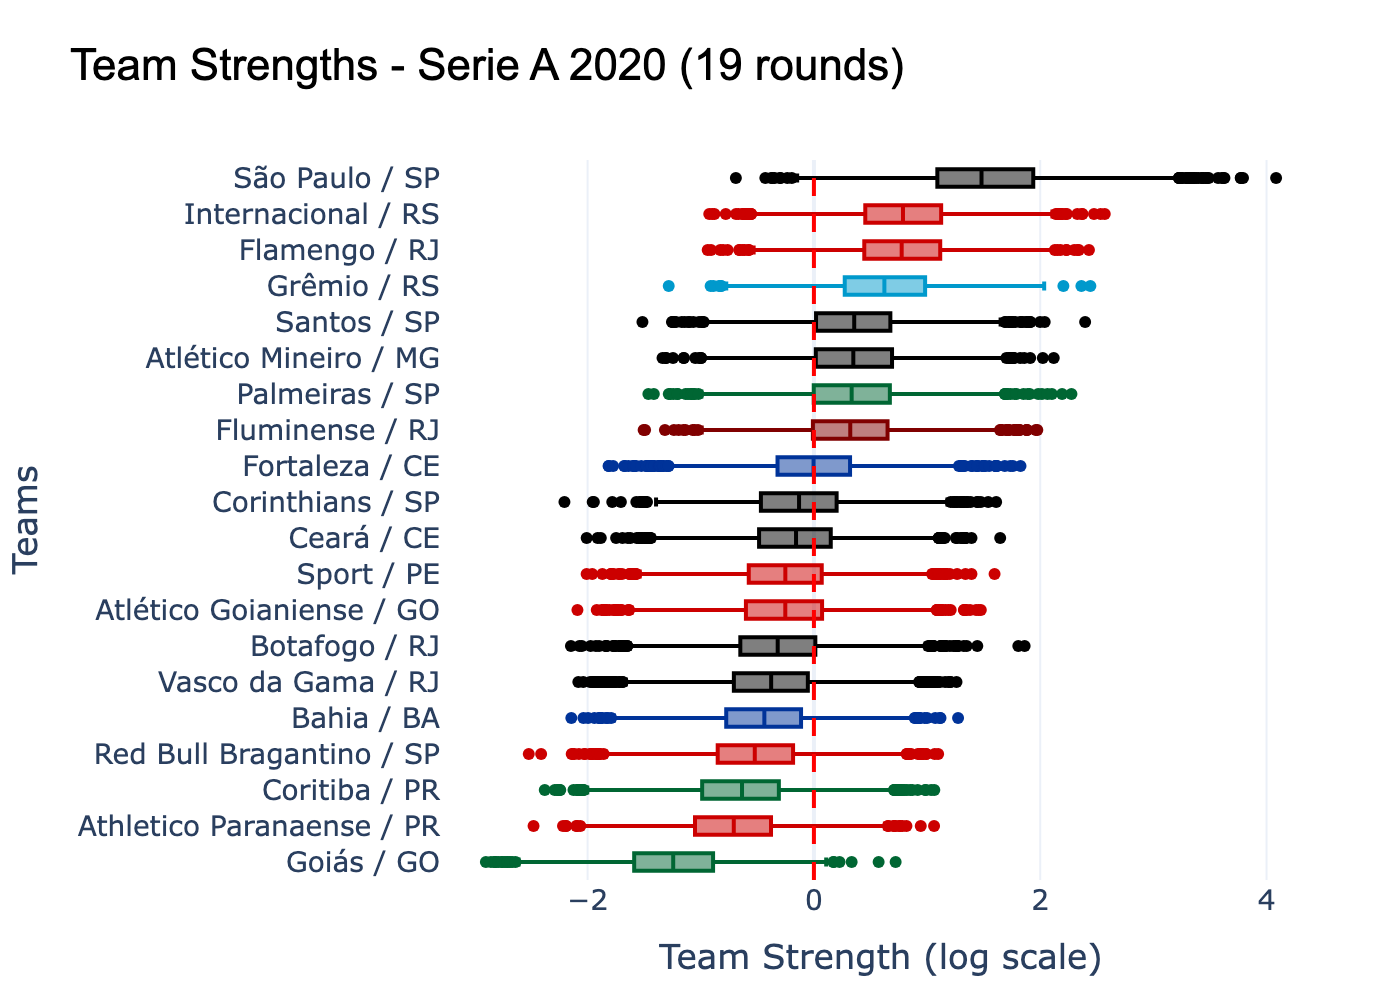 Team Strengths - Serie A 2020 (19 rounds)
São Paulo / SP
Internacional / RS
Flamengo / RJ
Grêmio / RS
Santos / SP
Atlético Mineiro / MG
Palmeiras / SP
Fluminense / RJ
Fortaleza / CE
Corinthians / SP
Ceará / CE
Sport / PE
Atlético Goianiense / GO
Botafogo / RJ
Vasco da Gama / RJ
Bahia / BA
Red Bull Bragantino / SP
Coritiba / PR
Athletico Paranaense / PR
Goiás / GO
Teams
−2 0 2 4
Team Strength (log scale)